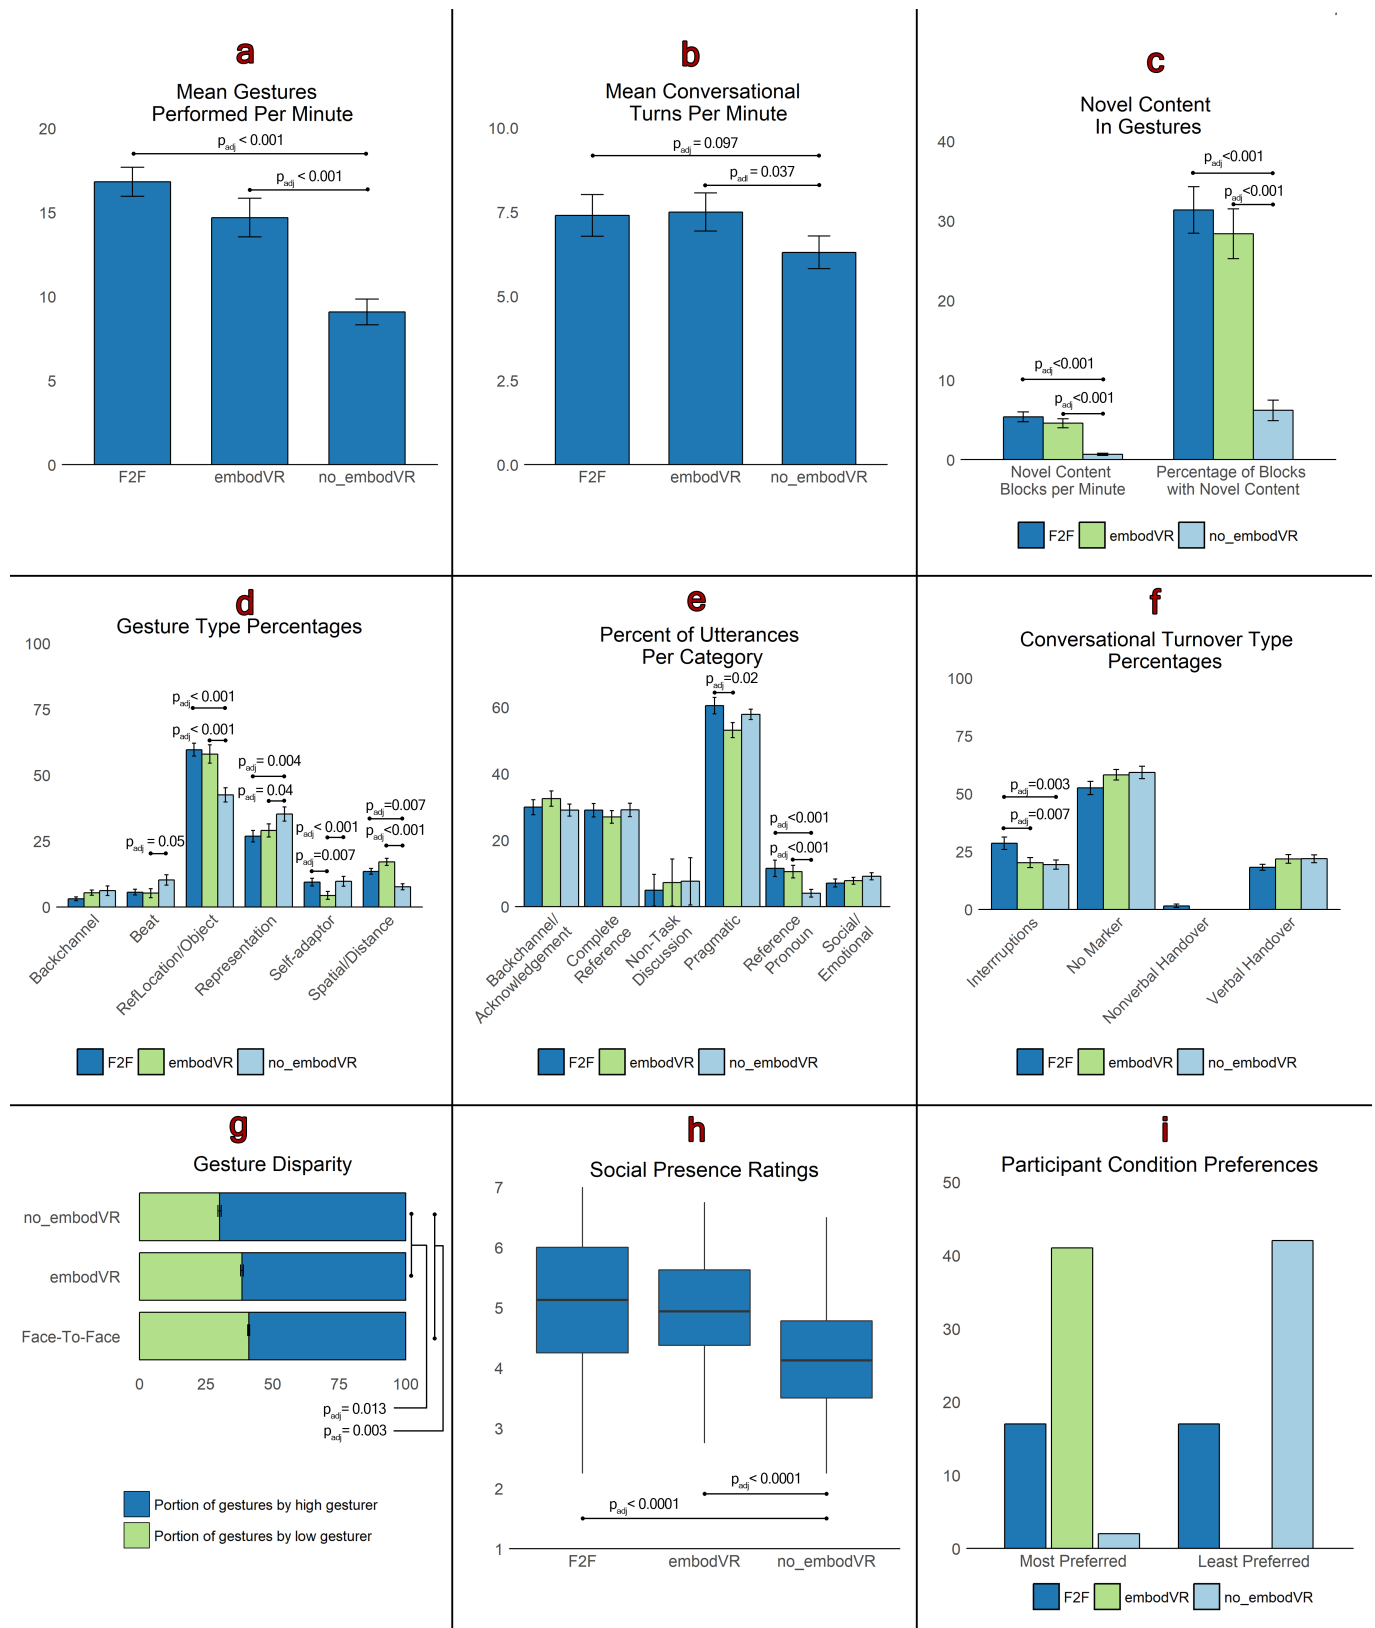 a
Mean Gestures
Performed Per Minute
20
15
10
5
0
padj < 0.001
padj < 0.001
F2F
embodVR
no_embodVR
b
Mean Conversational
Turns Per Minute
10.0
7.5
5.0
2.5
0.0
padj = 0.097
padj = 0.037
F2F
embodVR
no_embodVR
c
Novel Content
In Gestures
40
30
20
10
0
padj<0.001
padj<0.001
padj<0.001
padj<0.001
Novel Content
Blocks per Minute
Percentage of Blocks
with Novel Content
F2F
embodVR
no_embodVR
d
Gesture Type Percentages
100
75
50
25
0
padj = 0.05
padj< 0.001
padj< 0.001
padj= 0.004
padj= 0.04
padj< 0.001
padj=0.007
padj=0.007
padj<0.001
Backchannel
Beat
RefLocation/Object
Representation
Self-adaptor
Spatial/Distance
F2F
embodVR
no_embodVR
e
Percent of Utterances
Per Category
60
40
20
0
padj=0.02
padj<0.001
padj<0.001
Backchannel/
Acknowledgement
Complete
Reference
Non-Task
Discussion
Pragmatic
Reference
Pronoun
Social/
Emotional
F2F
embodVR
no_embodVR
f
Conversational Turnover Type
Percentages
100
75
50
25
0
padj=0.003
padj=0.007
Interrruptions
No Marker
Nonverbal Handover
Verbal Handover
F2F
embodVR
no_embodVR
g
Gesture Disparity
no_embodVR
embodVR
Face-To-Face
0
25
50
75
100
padj= 0.013
padj= 0.003
Portion of gestures by high gesturer
Portion of gestures by low gesturer
h
Social Presence Ratings
7
6
5
4
3
2
1
padj< 0.0001
padj< 0.0001
F2F
embodVR
no_embodVR
i
Participant Condition Preferences
50
40
30
20
10
0
Most Preferred
Least Preferred
F2F
embodVR
no_embodVR